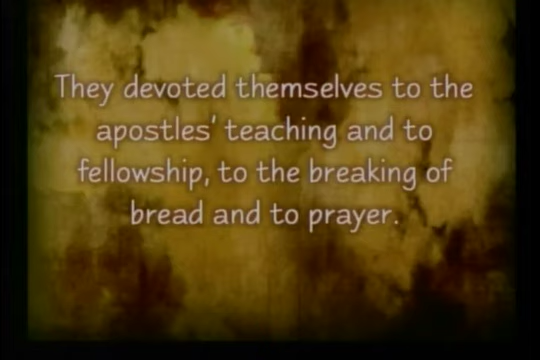 They devoted themselves to the
apostles' teaching and to
fellowship, to the breaking of
bread and to prayer.